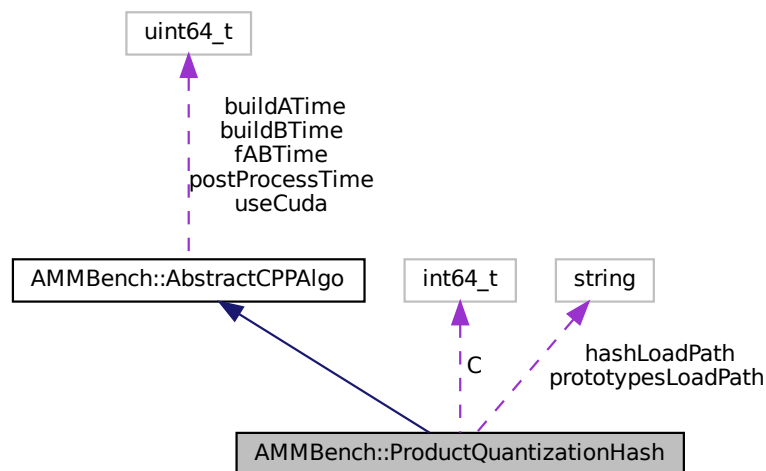 uint64_t
buildATime
buildBTime
fABTime
postProcessTime
useCuda
AMMBench::AbstractCPPAlgo
int64_t
string
C
hashLoadPath
prototypesLoadPath
AMMBench::ProductQuantizationHash